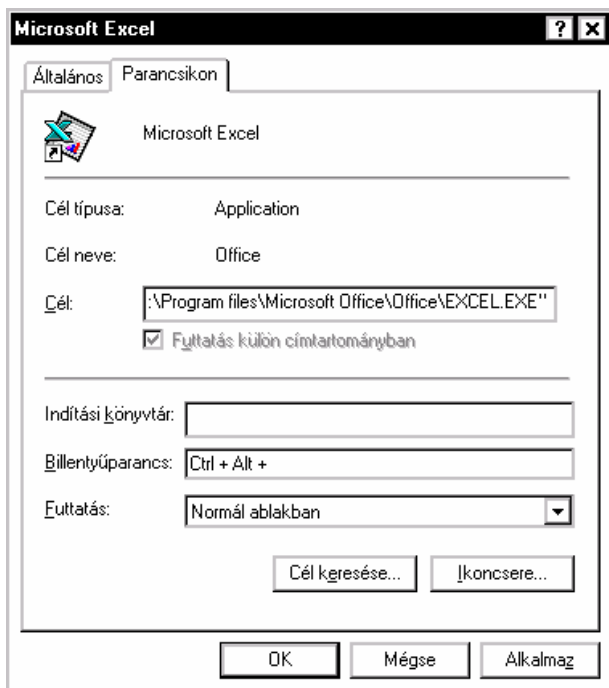 Microsoft Excel
Általános Parancsikon
Microsoft Excel
Cél típusa: Application
Cél neve: Office
Cél: :\Program files\Microsoft Office\Office\EXCEL.EXE"
Futtatás külön címtartományban
Indítási könyvtár:
Billentyűparancs: Ctrl + Alt +
Futtatás: Normál ablakban
Cél keresése... Ikoncsere...
OK Mégse Alkalmaz